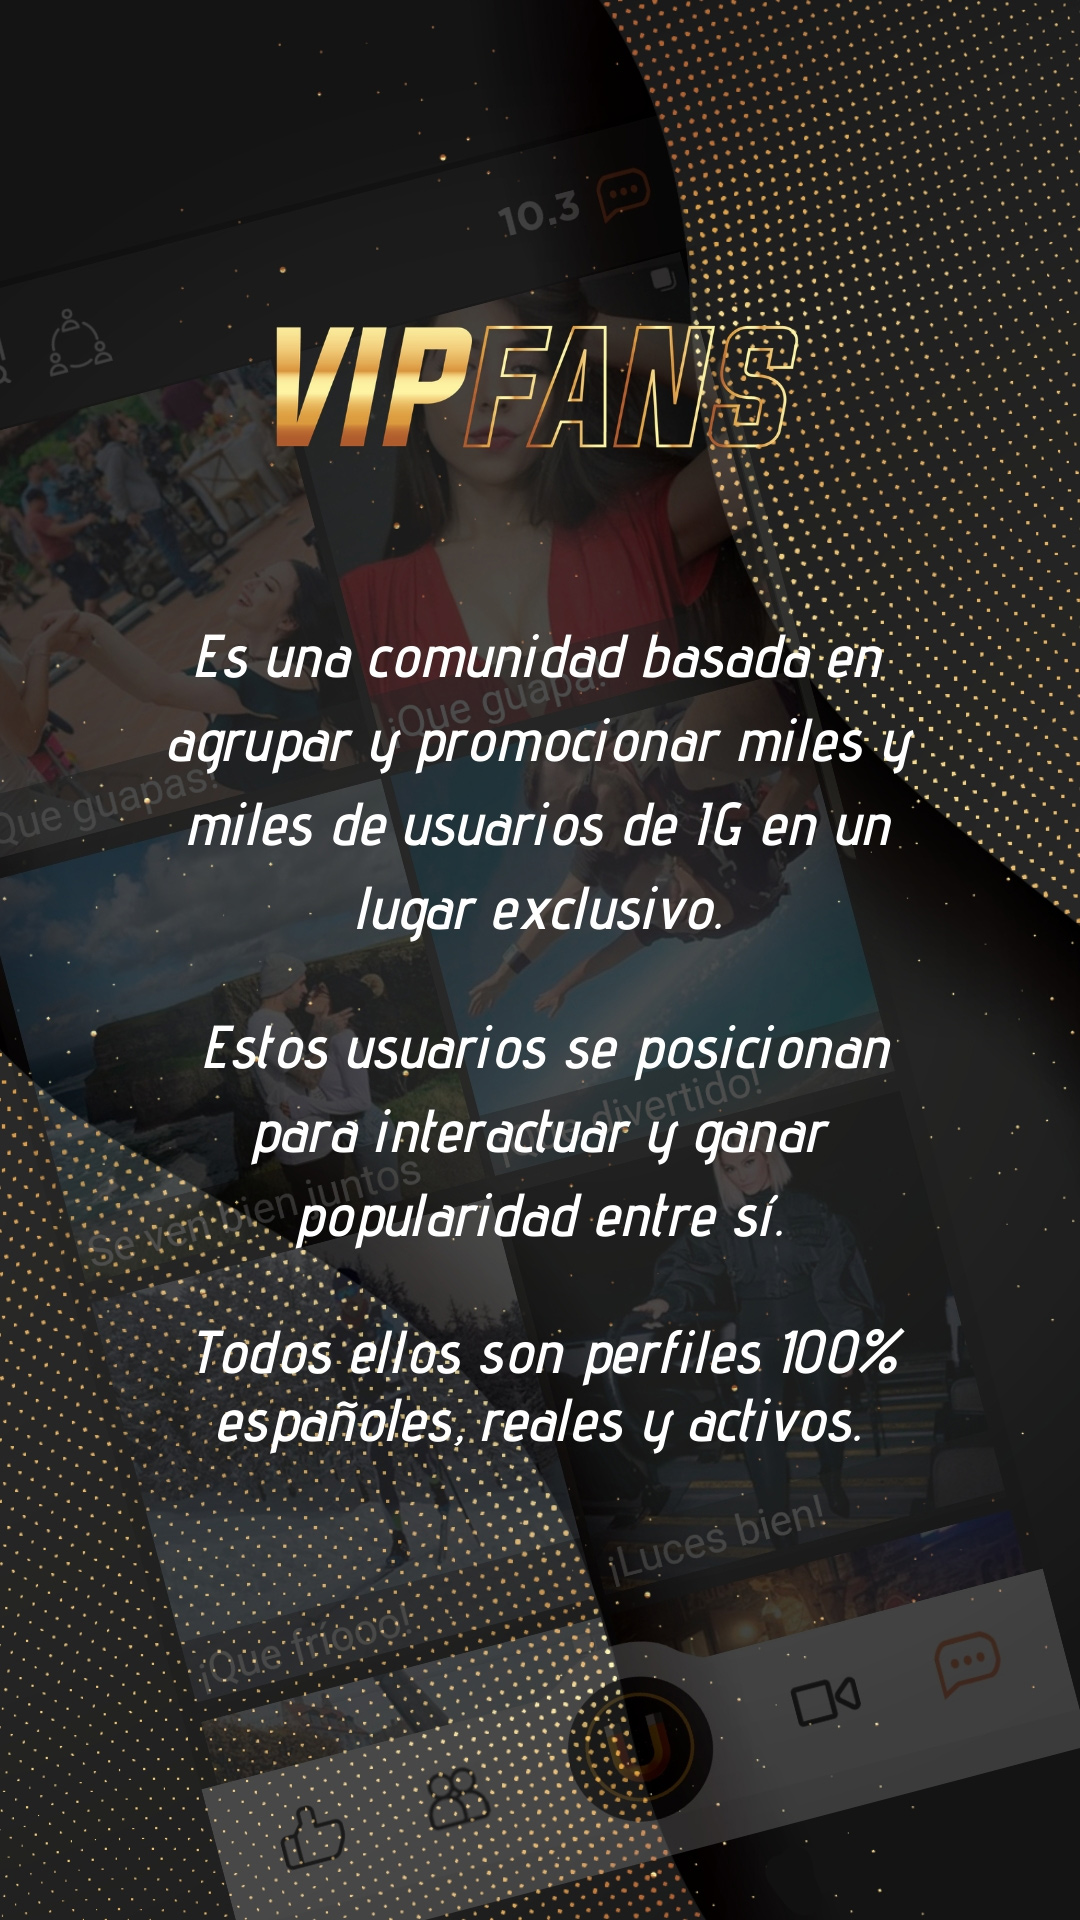 10.3
VIPFANS
Es una comunidad basada en
agrupar y promocionar miles y
miles de usuarios de IG en un
lugar exclusivo.
Estos usuarios se posicionan
para interactuar y ganar
popularidad entre sí.
Todos ellos son perfiles 100%
españoles, reales y activos.
¡Que guapa!
Que guapas!
divertido!
Se ven bien juntos
¡Luces bien!
¡Que fríooo!
U